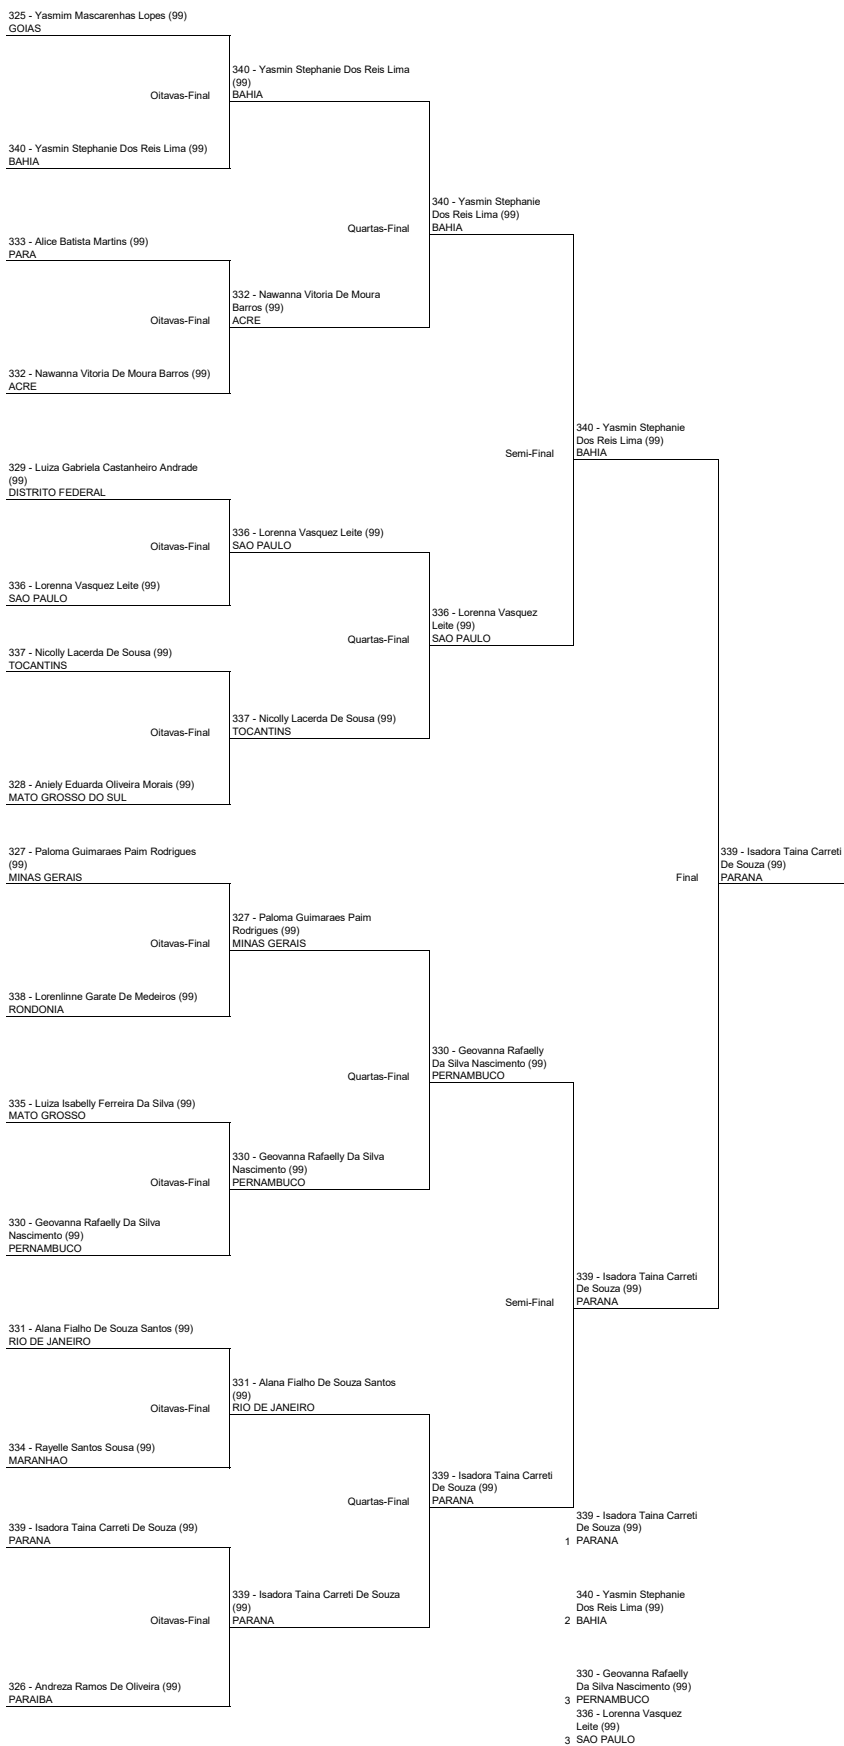 325 - Yasmim Mascarenhas Lopes (99)
GOIAS
340 - Yasmin Stephanie Dos Reis Lima
(99)
BAHIA
Oitavas-Final
340 - Yasmin Stephanie Dos Reis Lima (99)
BAHIA
340 - Yasmin Stephanie
Dos Reis Lima (99)
BAHIA
Quartas-Final
333 - Alice Batista Martins (99)
PARA
332 - Nawanna Vitoria De Moura
Barros (99)
ACRE
Oitavas-Final
332 - Nawanna Vitoria De Moura Barros (99)
ACRE
340 - Yasmin Stephanie
Dos Reis Lima (99)
BAHIA
Semi-Final
329 - Luiza Gabriela Castanheiro Andrade
(99)
DISTRITO FEDERAL
336 - Lorenna Vasquez Leite (99)
SAO PAULO
Oitavas-Final
336 - Lorenna Vasquez Leite (99)
SAO PAULO
336 - Lorenna Vasquez
Leite (99)
SAO PAULO
Quartas-Final
337 - Nicolly Lacerda De Sousa (99)
TOCANTINS
337 - Nicolly Lacerda De Sousa (99)
TOCANTINS
Oitavas-Final
328 - Aniely Eduarda Oliveira Morais (99)
MATO GROSSO DO SUL
327 - Paloma Guimaraes Paim Rodrigues
(99)
MINAS GERAIS
339 - Isadora Taina Carreti
De Souza (99)
PARANA
Final
327 - Paloma Guimaraes Paim
Rodrigues (99)
MINAS GERAIS
Oitavas-Final
338 - Lorenlinne Garate De Medeiros (99)
RONDONIA
330 - Geovanna Rafaelly
Da Silva Nascimento (99)
PERNAMBUCO
Quartas-Final
335 - Luiza Isabelly Ferreira Da Silva (99)
MATO GROSSO
330 - Geovanna Rafaelly Da Silva
Nascimento (99)
PERNAMBUCO
Oitavas-Final
330 - Geovanna Rafaelly Da Silva
Nascimento (99)
PERNAMBUCO
339 - Isadora Taina Carreti
De Souza (99)
PARANA
Semi-Final
331 - Alana Fialho De Souza Santos (99)
RIO DE JANEIRO
331 - Alana Fialho De Souza Santos
(99)
RIO DE JANEIRO
Oitavas-Final
334 - Rayelle Santos Sousa (99)
MARANHAO
339 - Isadora Taina Carreti
De Souza (99)
PARANA
Quartas-Final
339 - Isadora Taina Carreti De Souza (99)
PARANA
339 - Isadora Taina Carreti De Souza
(99)
PARANA
Oitavas-Final
326 - Andreza Ramos De Oliveira (99)
PARAIBA
339 - Isadora Taina Carreti
De Souza (99)
1 PARANA
340 - Yasmin Stephanie
Dos Reis Lima (99)
2 BAHIA
330 - Geovanna Rafaelly
Da Silva Nascimento (99)
3 PERNAMBUCO
336 - Lorenna Vasquez
Leite (99)
3 SAO PAULO